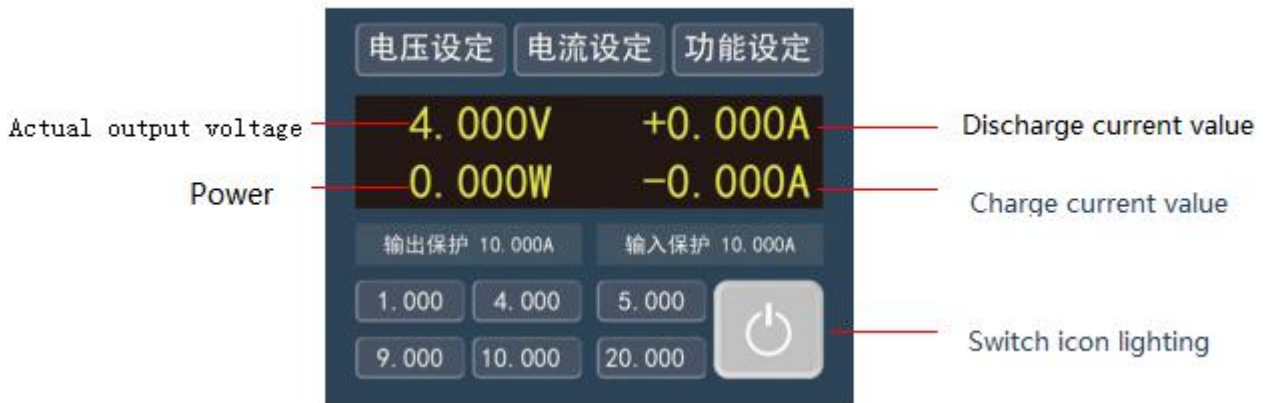 电压设定 电流设定 功能设定
Actual output voltage 4.000V +0.000A Discharge current value
Power 0.000W -0.000A Charge current value
输出保护 10.000A 输入保护 10.000A
1.000 4.000 5.000
Switch icon lighting
9.000 10.000 20.000